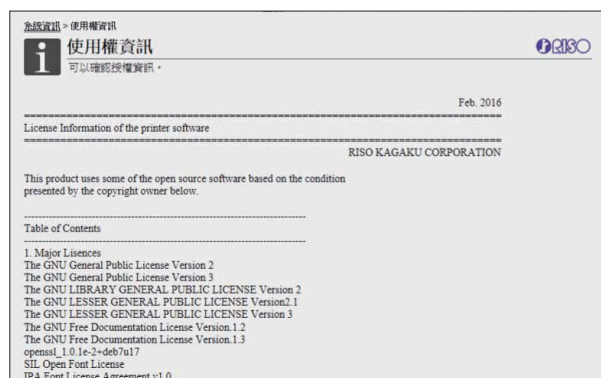 系統資訊 > 使用權資訊
使用權資訊
RISO
可以確認授權資訊。
Feb. 2016
License Information of the printer software
RISO KAGAKU CORPORATION
This product uses some of the open source software based on the condition
presented by the copyright owner below.
Table of Contents
1. Major Lisences
The GNU General Public License Version 2
The GNU General Public License Version 3
The GNU LIBRARY GENERAL PUBLIC LICENSE Version 2
The GNU LESSER GENERAL PUBLIC LICENSE Version2.1
The GNU LESSER GENERAL PUBLIC LICENSE Version 3
The GNU Free Documentation License Version.1.2
The GNU Free Documentation License Version.1.3
openssl_1.0.1e-2+deb7u17
SIL Open Font License
IPA Font License Agreement v1.0